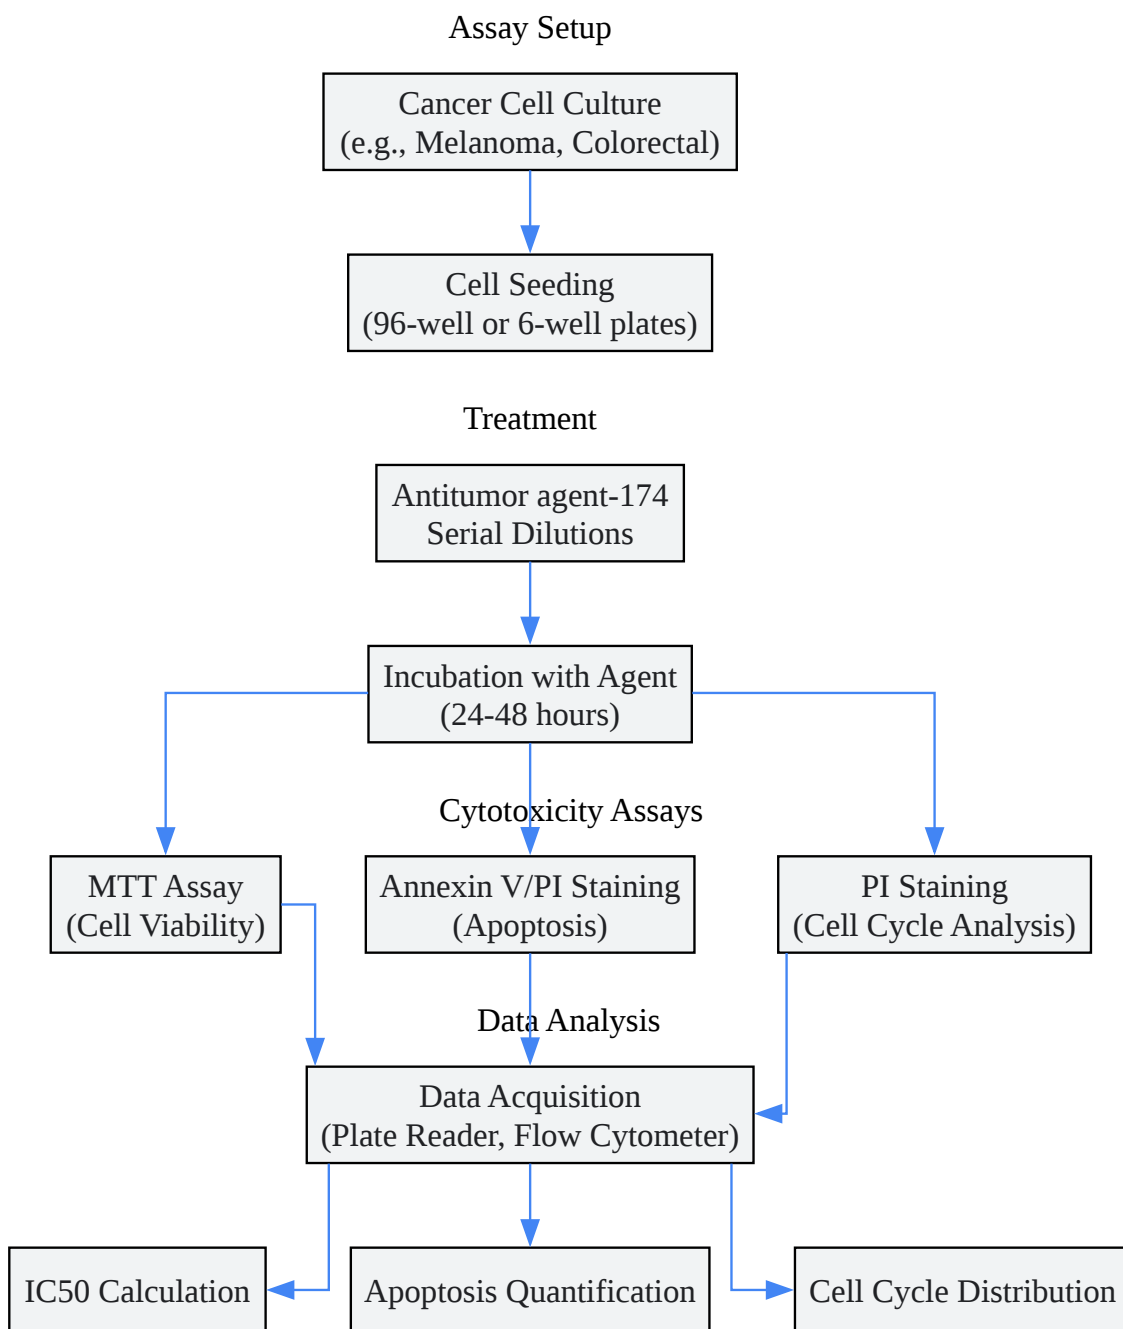 Assay Setup
Cancer Cell Culture
(e.g., Melanoma, Colorectal)
Cell Seeding
(96-well or 6-well plates)
Treatment
Antitumor agent-174
Serial Dilutions
Incubation with Agent
(24-48 hours)
Cytotoxicity Assays
MTT Assay
(Cell Viability)
Annexin V/PI Staining
(Apoptosis)
PI Staining
(Cell Cycle Analysis)
Data Analysis
Data Acquisition
(Plate Reader, Flow Cytometer)
IC50 Calculation
Apoptosis Quantification
Cell Cycle Distribution